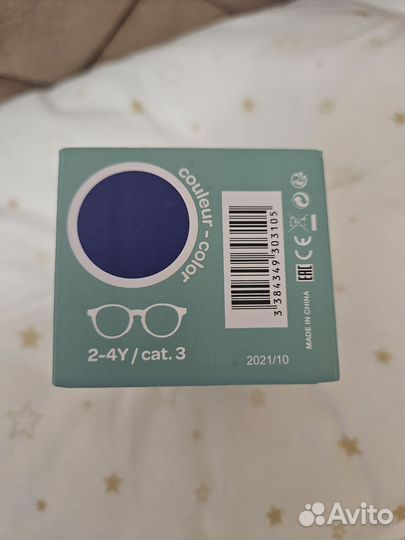 couleur - color
2-4Y / cat. 3
3 384349 303105
2021/10
CE EAC
MADE IN CHINA
Avito